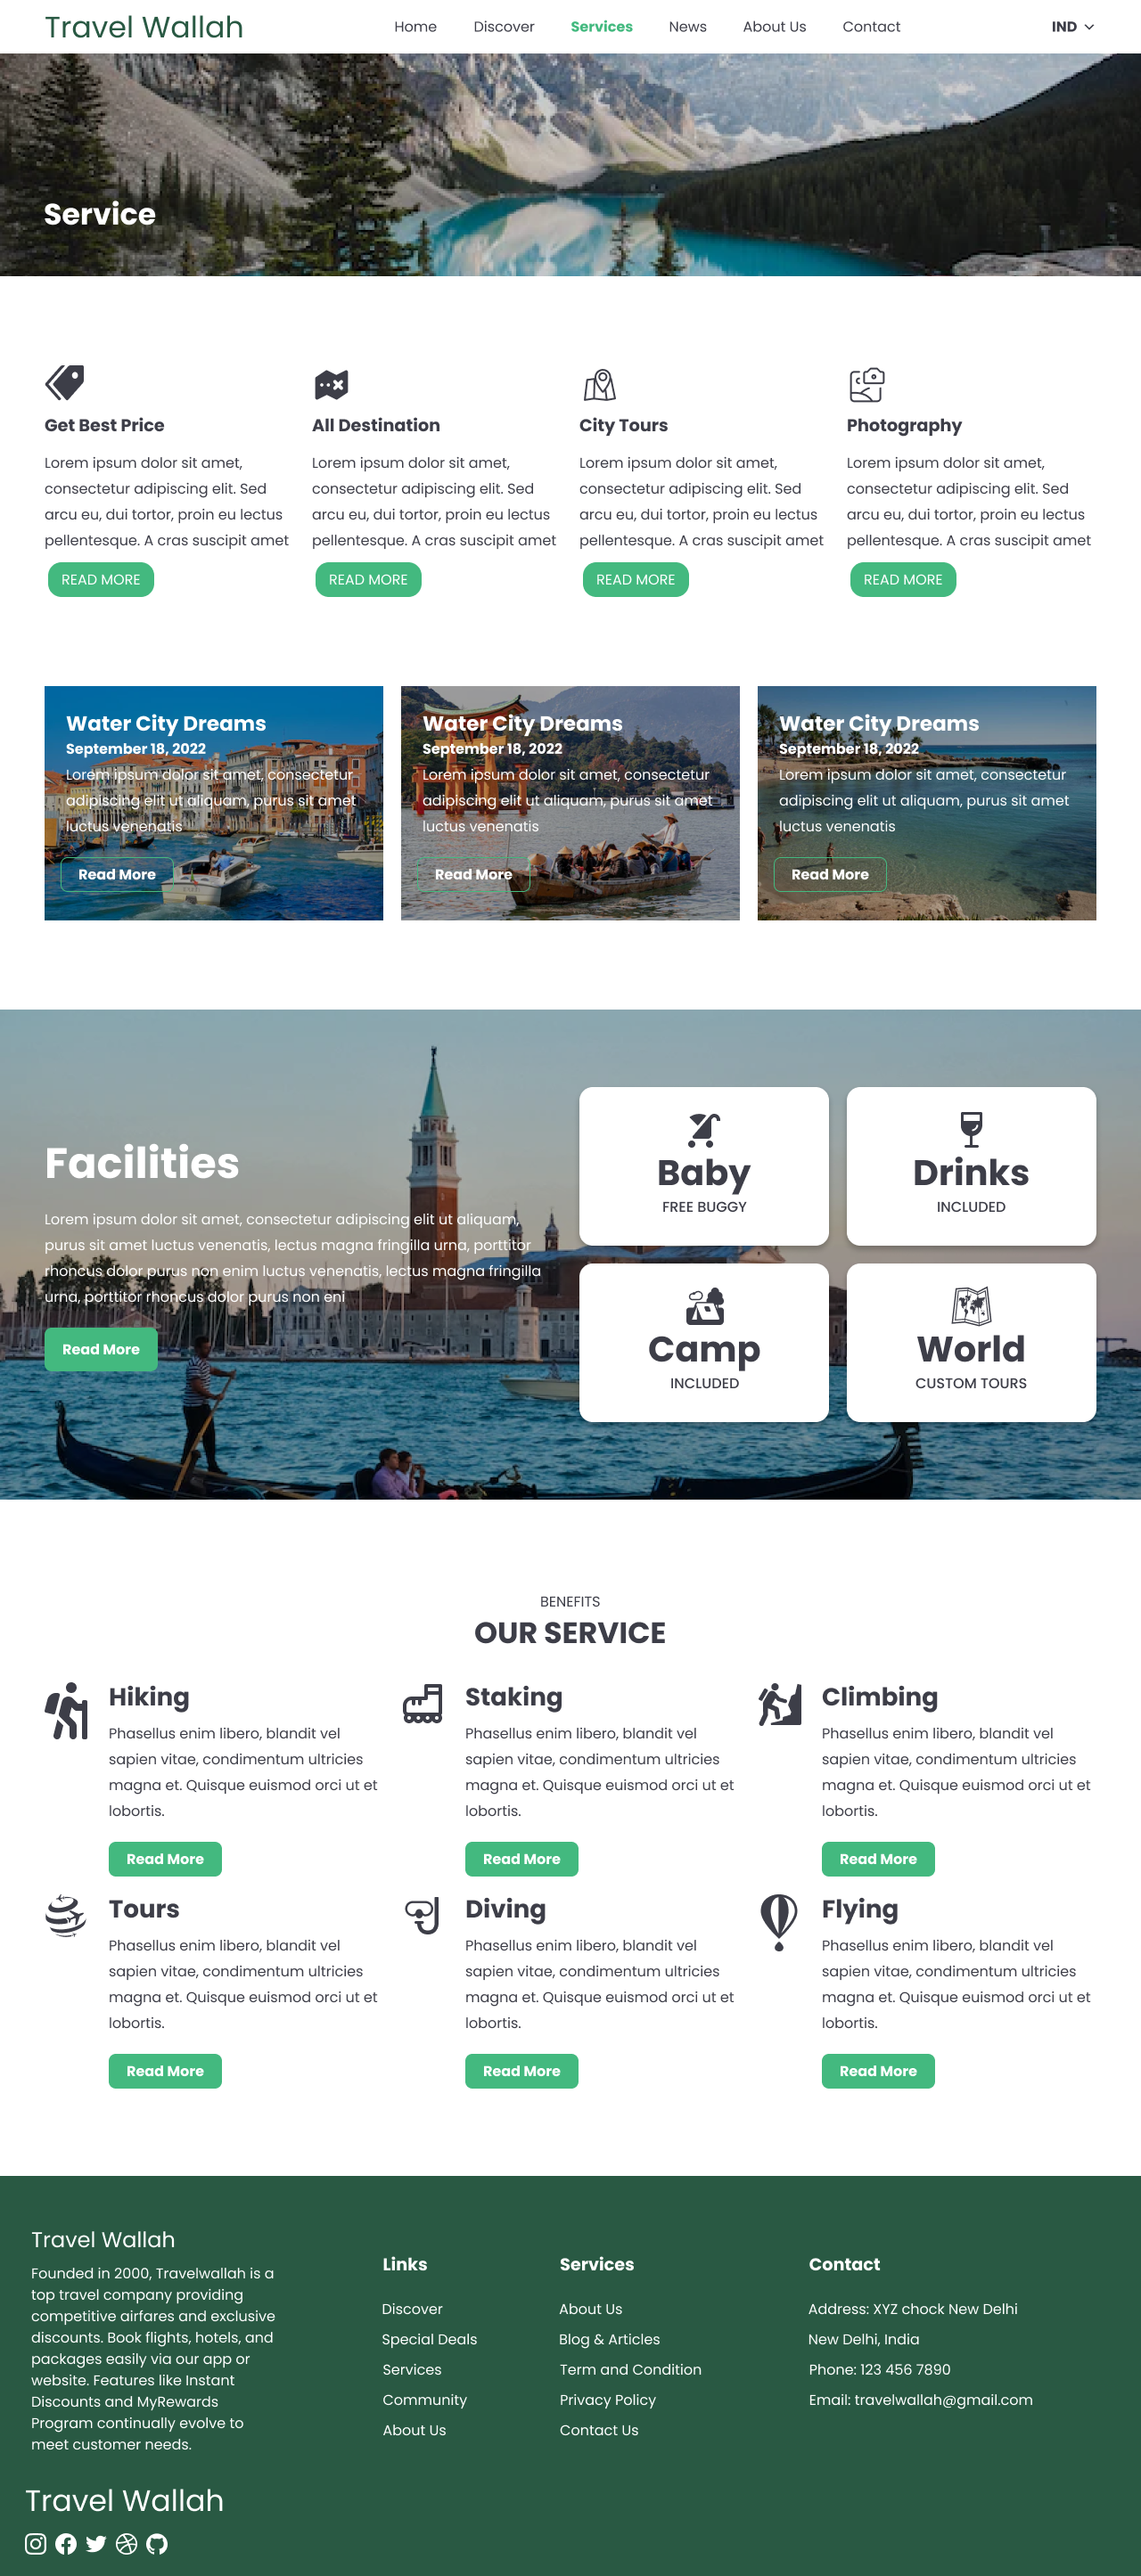 Travel Wallah
Home Discover Services News About Us Contact
IND
Service
Get Best Price
Lorem ipsum dolor sit amet,
consectetur adipiscing elit. Sed
arcu eu, dui tortor, proin eu lectus
pellentesque. A cras suscipit amet
READ MORE
All Destination
Lorem ipsum dolor sit amet,
consectetur adipiscing elit. Sed
arcu eu, dui tortor, proin eu lectus
pellentesque. A cras suscipit amet
READ MORE
City Tours
Lorem ipsum dolor sit amet,
consectetur adipiscing elit. Sed
arcu eu, dui tortor, proin eu lectus
pellentesque. A cras suscipit amet
READ MORE
Photography
Lorem ipsum dolor sit amet,
consectetur adipiscing elit. Sed
arcu eu, dui tortor, proin eu lectus
pellentesque. A cras suscipit amet
READ MORE
Water City Dreams
September 18, 2022
Lorem ipsum dolor sit amet, consectetur
adipiscing elit ut aliquam, purus sit amet
luctus venenatis
Read More
Water City Dreams
September 18, 2022
Lorem ipsum dolor sit amet, consectetur
adipiscing elit ut aliquam, purus sit amet
luctus venenatis
Read More
Water City Dreams
September 18, 2022
Lorem ipsum dolor sit amet, consectetur
adipiscing elit ut aliquam, purus sit amet
luctus venenatis
Read More
Facilities
Lorem ipsum dolor sit amet, consectetur adipiscing elit ut aliquam,
purus sit amet luctus venenatis, lectus magna fringilla urna, porttitor
rhoncus dolor purus non enim luctus venenatis, lectus magna fringilla
urna, porttitor rhoncus dolor purus non eni
Read More
Baby
FREE BUGGY
Drinks
INCLUDED
Camp
INCLUDED
World
CUSTOM TOURS
BENEFITS
OUR SERVICE
Hiking
Phasellus enim libero, blandit vel
sapien vitae, condimentum ultricies
magna et. Quisque euismod orci ut et
lobortis.
Read More
Staking
Phasellus enim libero, blandit vel
sapien vitae, condimentum ultricies
magna et. Quisque euismod orci ut et
lobortis.
Read More
Climbing
Phasellus enim libero, blandit vel
sapien vitae, condimentum ultricies
magna et. Quisque euismod orci ut et
lobortis.
Read More
Tours
Phasellus enim libero, blandit vel
sapien vitae, condimentum ultricies
magna et. Quisque euismod orci ut et
lobortis.
Read More
Diving
Phasellus enim libero, blandit vel
sapien vitae, condimentum ultricies
magna et. Quisque euismod orci ut et
lobortis.
Read More
Flying
Phasellus enim libero, blandit vel
sapien vitae, condimentum ultricies
magna et. Quisque euismod orci ut et
lobortis.
Read More
Travel Wallah
Founded in 2000, Travelwallah is a
top travel company providing
competitive airfares and exclusive
discounts. Book flights, hotels, and
packages easily via our app or
website. Features like Instant
Discounts and MyRewards
Program continually evolve to
meet customer needs.
Links
Discover
Special Deals
Services
Community
About Us
Services
About Us
Blog & Articles
Term and Condition
Privacy Policy
Contact Us
Contact
Address: XYZ chock New Delhi
New Delhi, India
Phone: 123 456 7890
Email: travelwallah@gmail.com
Travel Wallah